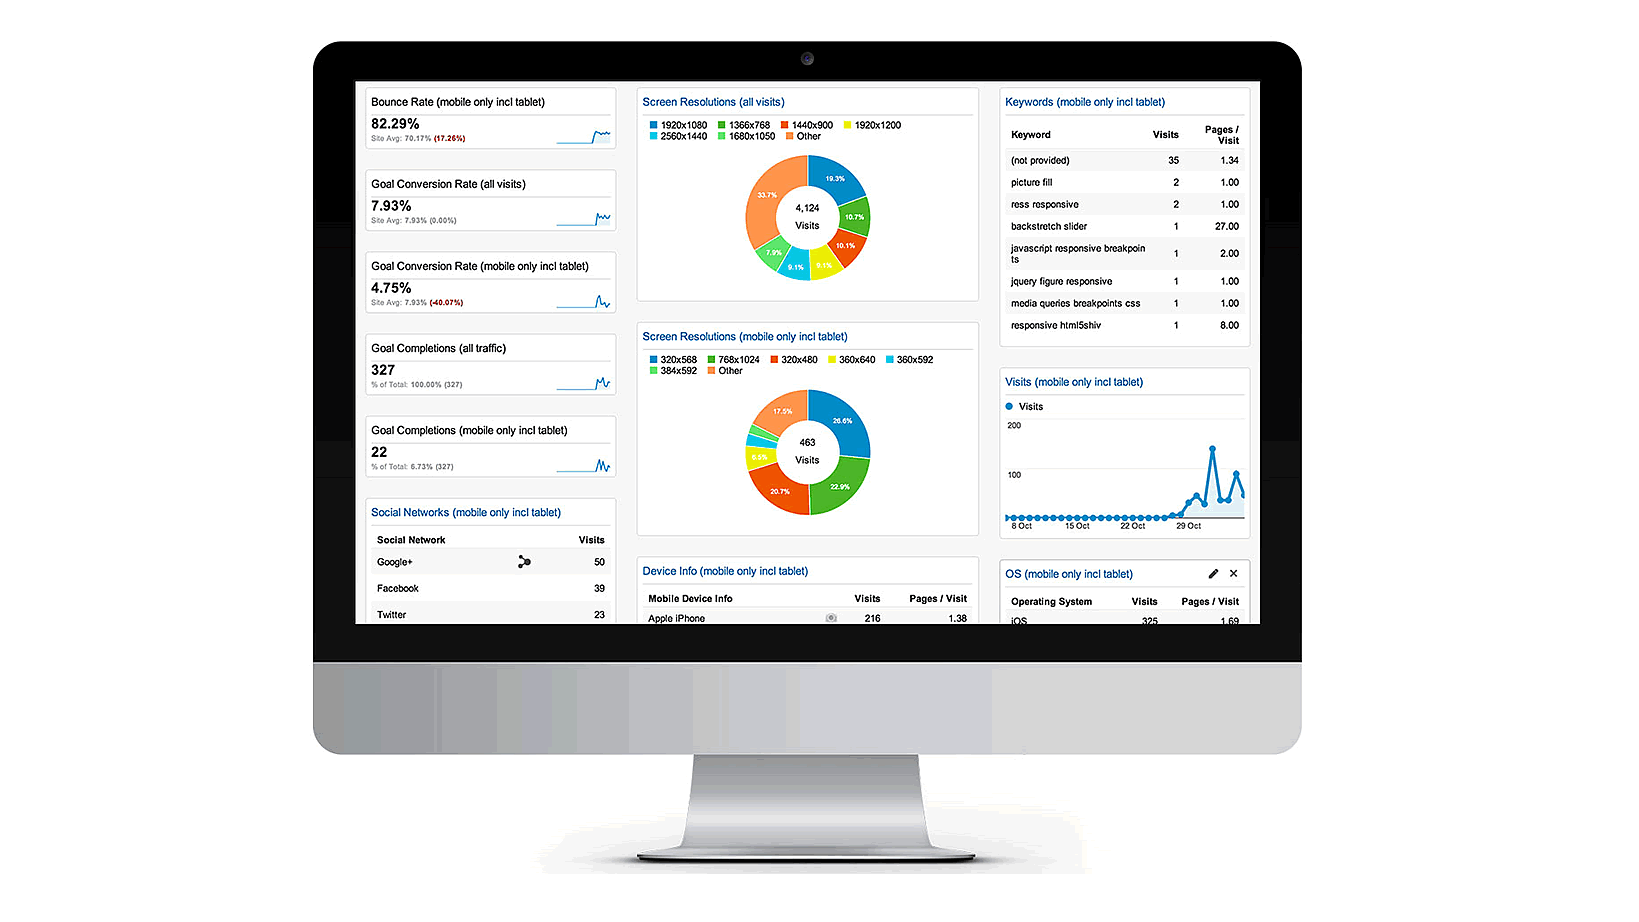 Bounce Rate (mobile only incl tablet)
82.29%
Site Avg: 70.17% (17.26%)
Goal Conversion Rate (all visits)
7.93%
Site Avg: 7.93% (0.00%)
Goal Conversion Rate (mobile only incl tablet)
4.75%
Site Avg: 7.93% (-40.07%)
Goal Completions (all traffic)
327
% of Total: 100.00% (327)
Goal Completions (mobile only incl tablet)
22
% of Total: 6.73% (327)
Social Networks (mobile only incl tablet)
Social Network Visits
Google+ 50
Facebook 39
Twitter 23
Screen Resolutions (all visits)
1920x1080 1366x768 1440x900 1920x1200
2560x1440 1680x1050 Other
33.7% 19.3%
4,124
10.7%
Visits
10.1%
7.9%
9.1% 9.1%
Screen Resolutions (mobile only incl tablet)
320x568 768x1024 320x480 360x640 360x592
384x592 Other
17.5%
26.6%
463
6.5% Visits
20.7% 22.9%
Device Info (mobile only incl tablet)
Mobile Device Info Visits Pages / Visit
Apple iPhone 216 1.38
Keywords (mobile only incl tablet)
Keyword Visits Pages /
Visit
(not provided) 35 1.34
picture fill 2 1.00
ress responsive 2 1.00
backstretch slider 1 27.00
javascript responsive breakpoin
ts 1 2.00
jquery figure responsive 1 1.00
media queries breakpoints css 1 1.00
responsive html5shiv 1 8.00
Visits (mobile only incl tablet)
Visits
200
100
8 Oct 15 Oct 22 Oct 29 Oct
OS (mobile only incl tablet)
Operating System Visits Pages / Visit
iOS 325 1.69